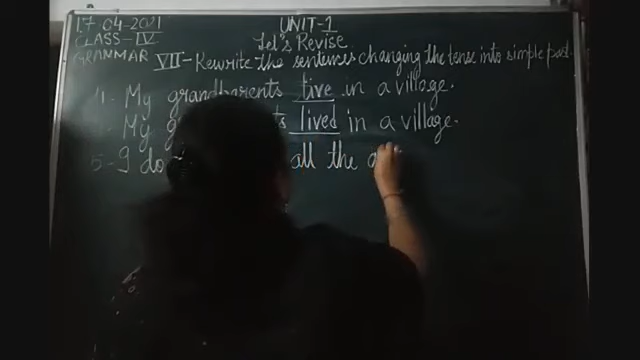 17-04-2021
UNIT-1
CLASS-IV
Let's Revise
GRAMMAR VII-Rewrite the sentences changing the tense into simple past.
4. My grandparents live in a village.
My lived in a village.
5-I do all the